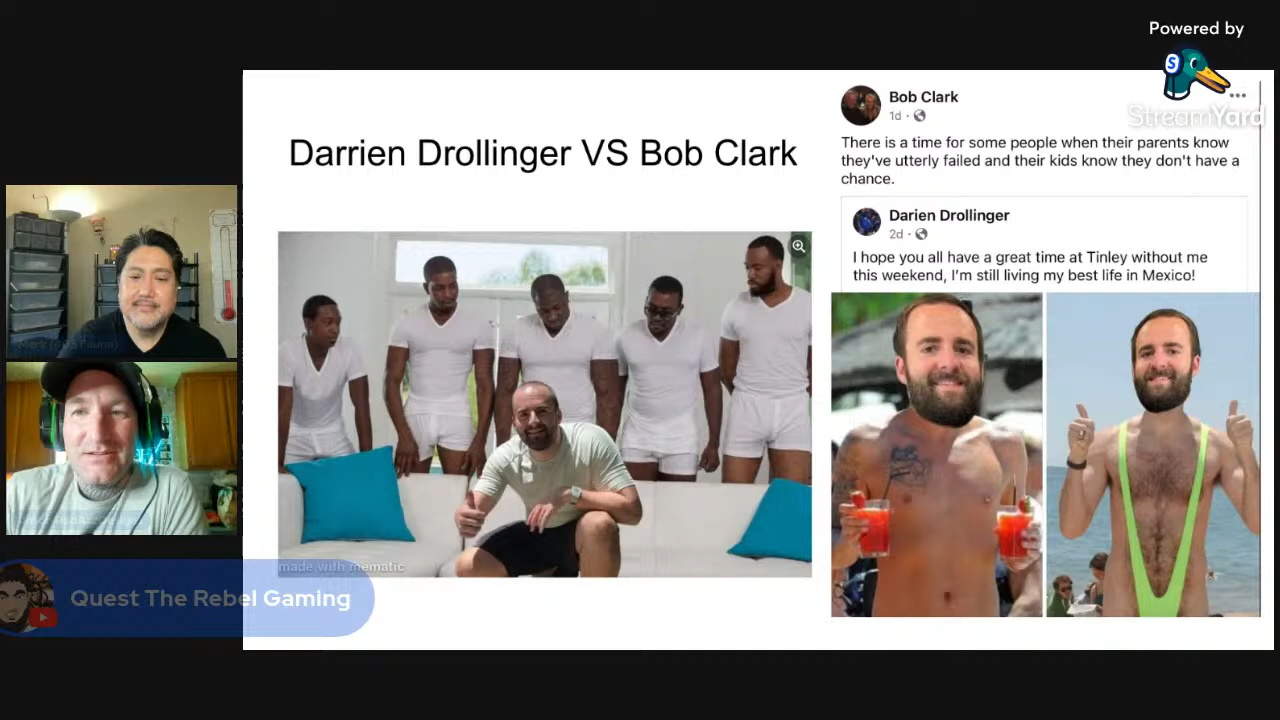 Powered by
StreamYard
Darrien Drollinger VS Bob Clark
Bob Clark
1d
There is a time for some people when their parents know
they've utterly failed and their kids know they don't have a
chance.
Darien Drollinger
2d
I hope you all have a great time at Tinley without me
this weekend, I'm still living my best life in Mexico!
made with mematic
Quest The Rebel Gaming